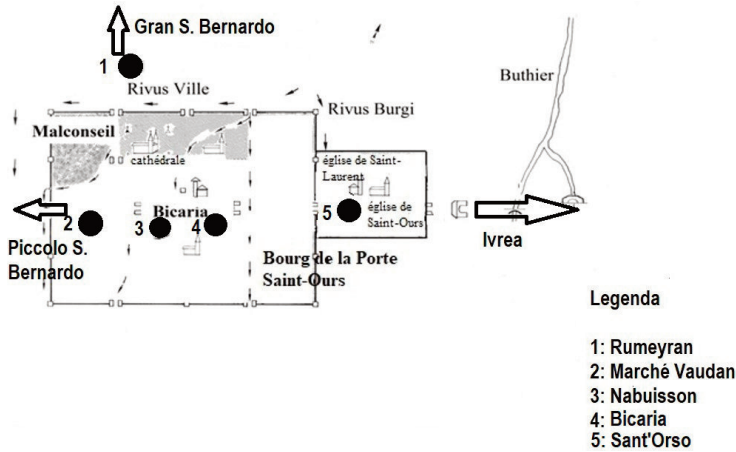 Gran S. Bernardo
1
Rivus Ville
Buthier
Rivus Burgi
Malconseil
cathédrale
église de Saint-
Laurent
5
église de
Saint-Ours
2
3
Bicaria
4
Piccolo S.
Bernardo
Ivrea
Bourg de la Porte
Saint-Ours
Legenda
1: Rumeyran
2: Marché Vaudan
3: Nabuisson
4: Bicaria
5: Sant'Orso